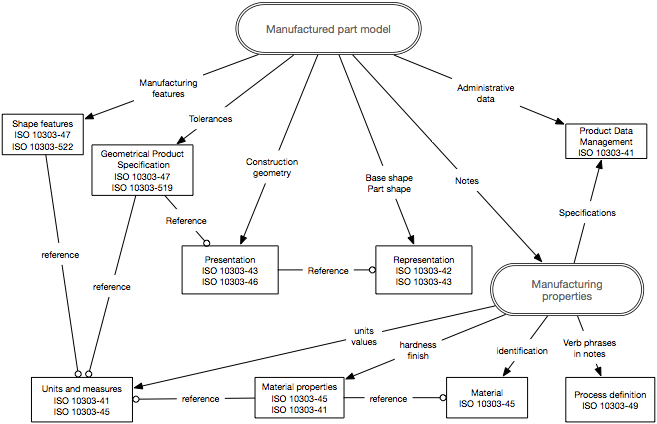 Manufactured part model
Manufacturing
features
Tolerances
Administrative
data
Shape features
ISO 10303-47
ISO 10303-522
Geometrical Product
Specification
ISO 10303-47
ISO 10303-519
Product Data
Management
ISO 10303-41
Construction
geometry
Base shape
Part shape
Notes
Reference
Specifications
reference
Presentation
ISO 10303-43
ISO 10303-46
Reference
Representation
ISO 10303-42
ISO 10303-43
reference
Manufacturing
properties
units
values
hardness
finish
identification
Verb phrases
in notes
Units and measures
ISO 10303-41
ISO 10303-45
reference
Material properties
ISO 10303-45
ISO 10303-41
reference
Material
ISO 10303-45
Process definition
ISO 10303-49